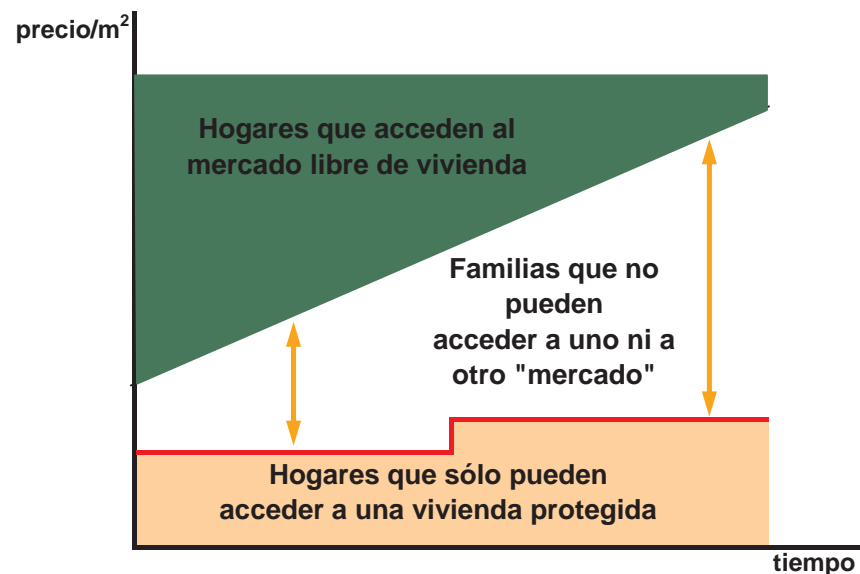 precio/m²
Hogares que acceden al
mercado libre de vivienda
Familias que no
pueden
acceder a uno ni a
otro "mercado"
Hogares que sólo pueden
acceder a una vivienda protegida
tiempo